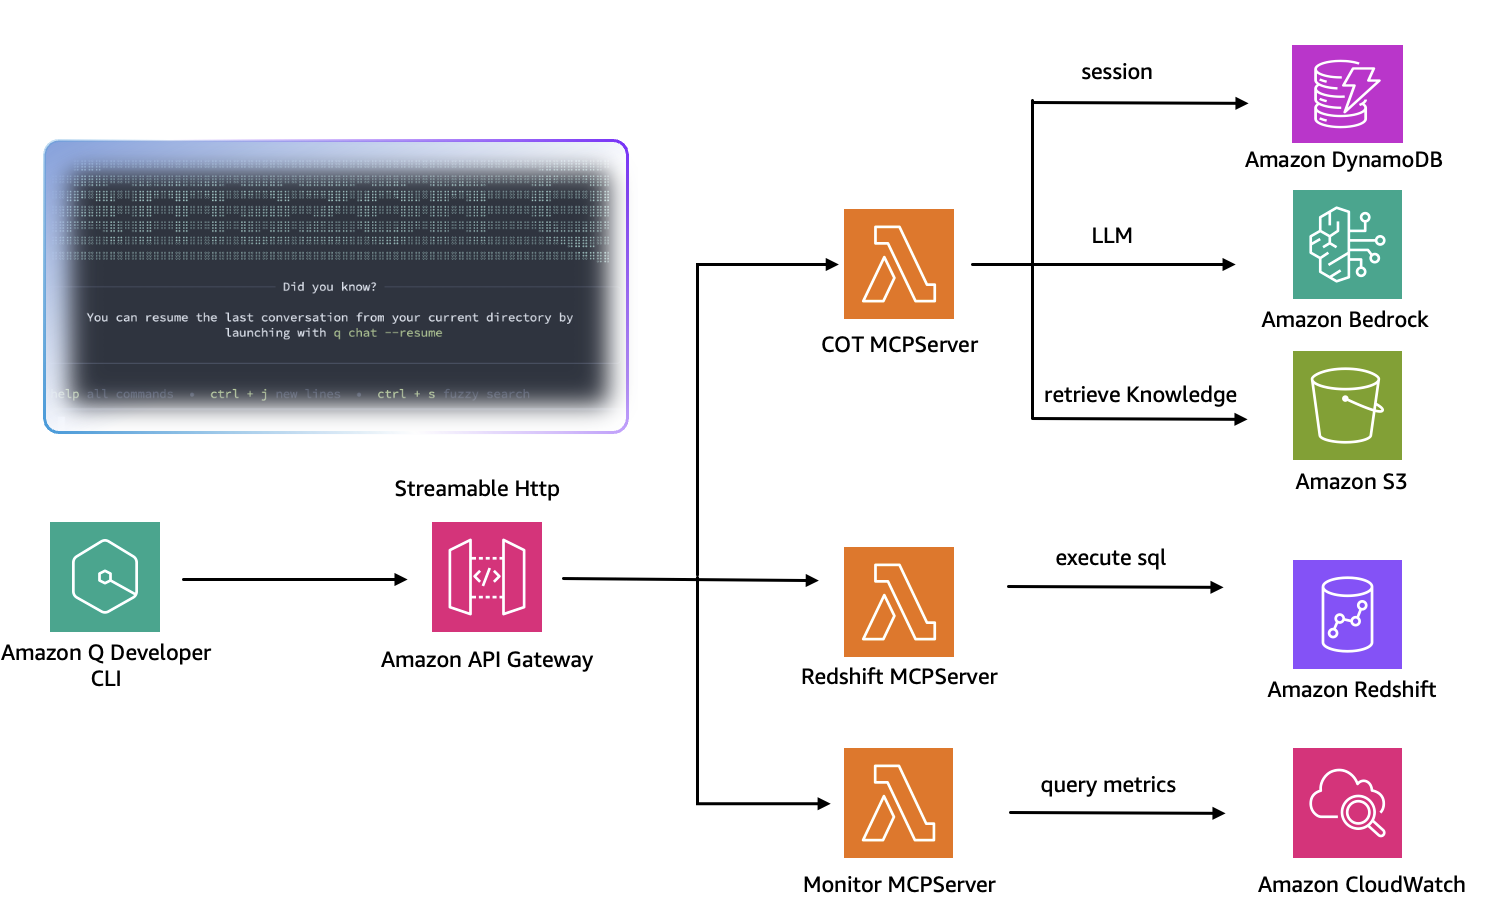 session
Amazon DynamoDB
Did you know?
You can resume the last conversation from your current directory by
launching with q chat --resume
LLM
COT MCPServer
Amazon Bedrock
help all commands • ctrl + j new lines • ctrl + s fuzzy search
retrieve Knowledge
Amazon S3
Streamable Http
</>
Amazon Q Developer
CLI
Amazon API Gateway
execute sql
Redshift MCPServer
Amazon Redshift
query metrics
Monitor MCPServer
Amazon CloudWatch